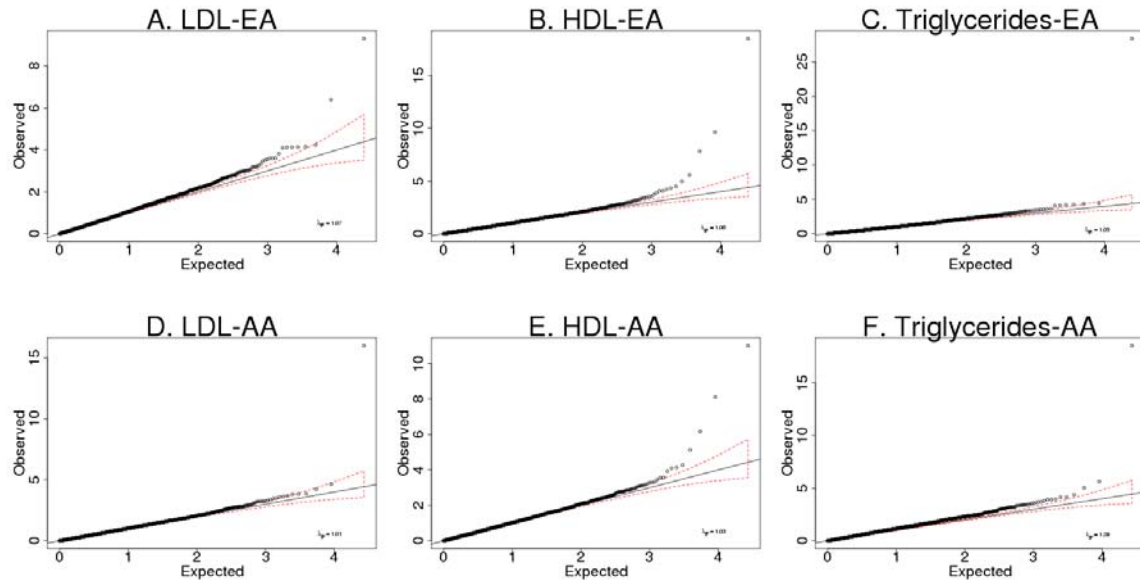 A. LDL-EA
Observed
0 2 4 6 8
0 1 2 3 4
Expected
B. HDL-EA
Observed
0 5 10 15
0 1 2 3 4
Expected
C. Triglycerides-EA
Observed
0 5 10 15 20 25
0 1 2 3 4
Expected
D. LDL-AA
Observed
0 5 10 15
0 1 2 3 4
Expected
E. HDL-AA
Observed
0 2 4 6 8 10
0 1 2 3 4
Expected
F. Triglycerides-AA
Observed
0 5 10 15
0 1 2 3 4
Expected